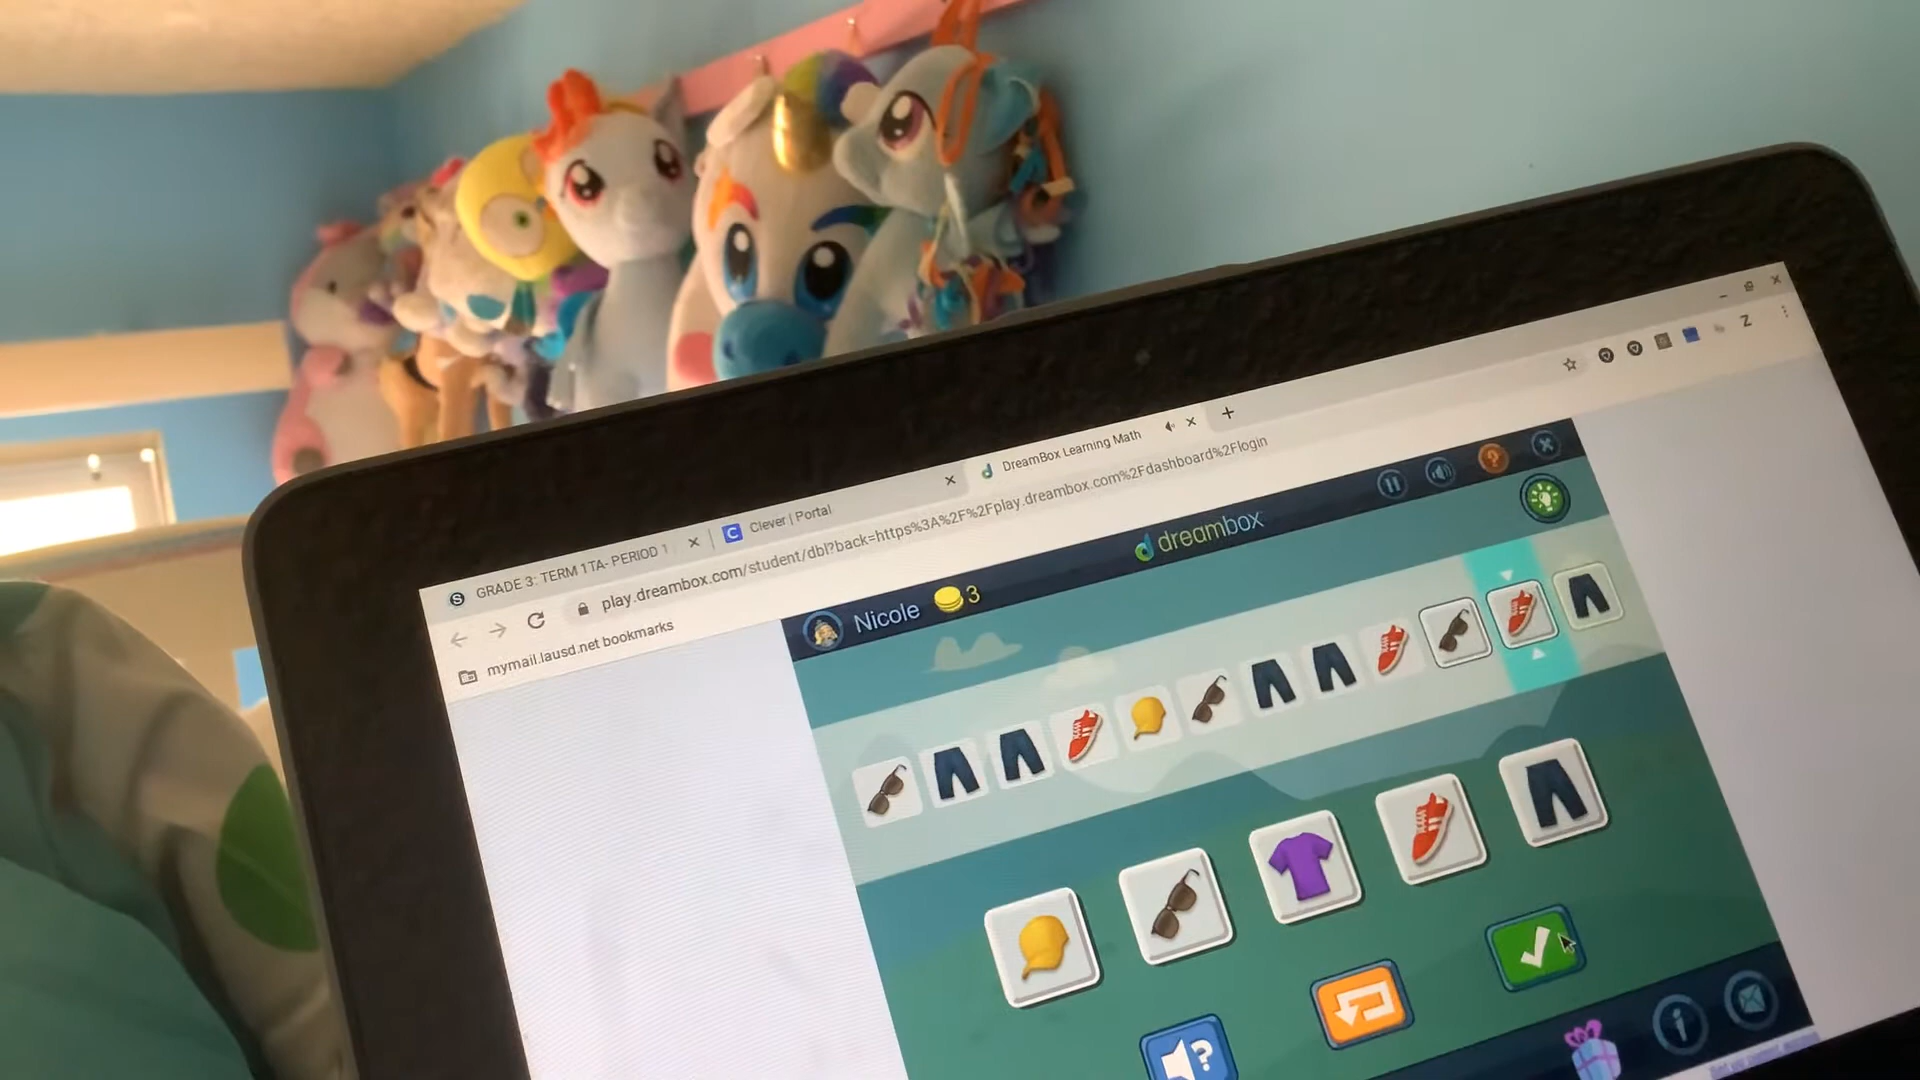 GRADE 3: TERM 1TA- PERIOD 1
Clever | Portal
DreamBox Learning Math
play.dreambox.com/student/dbl?back=https%3A%2F%2Fplay.dreambox.com%2Fdashboard%2Flogin
mymail.lausd.net bookmarks
Nicole
3
dreambox